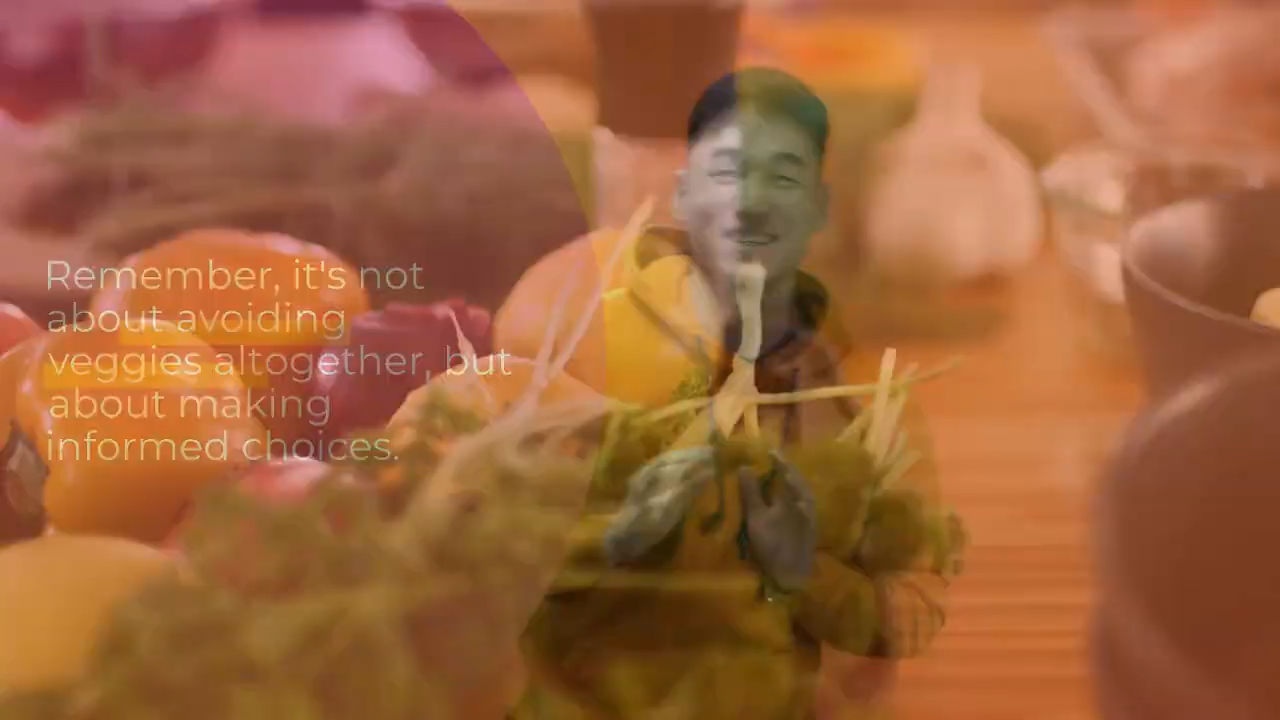 Remember, it's not
about avoiding
veggies altogether, but
about making
informed choices.